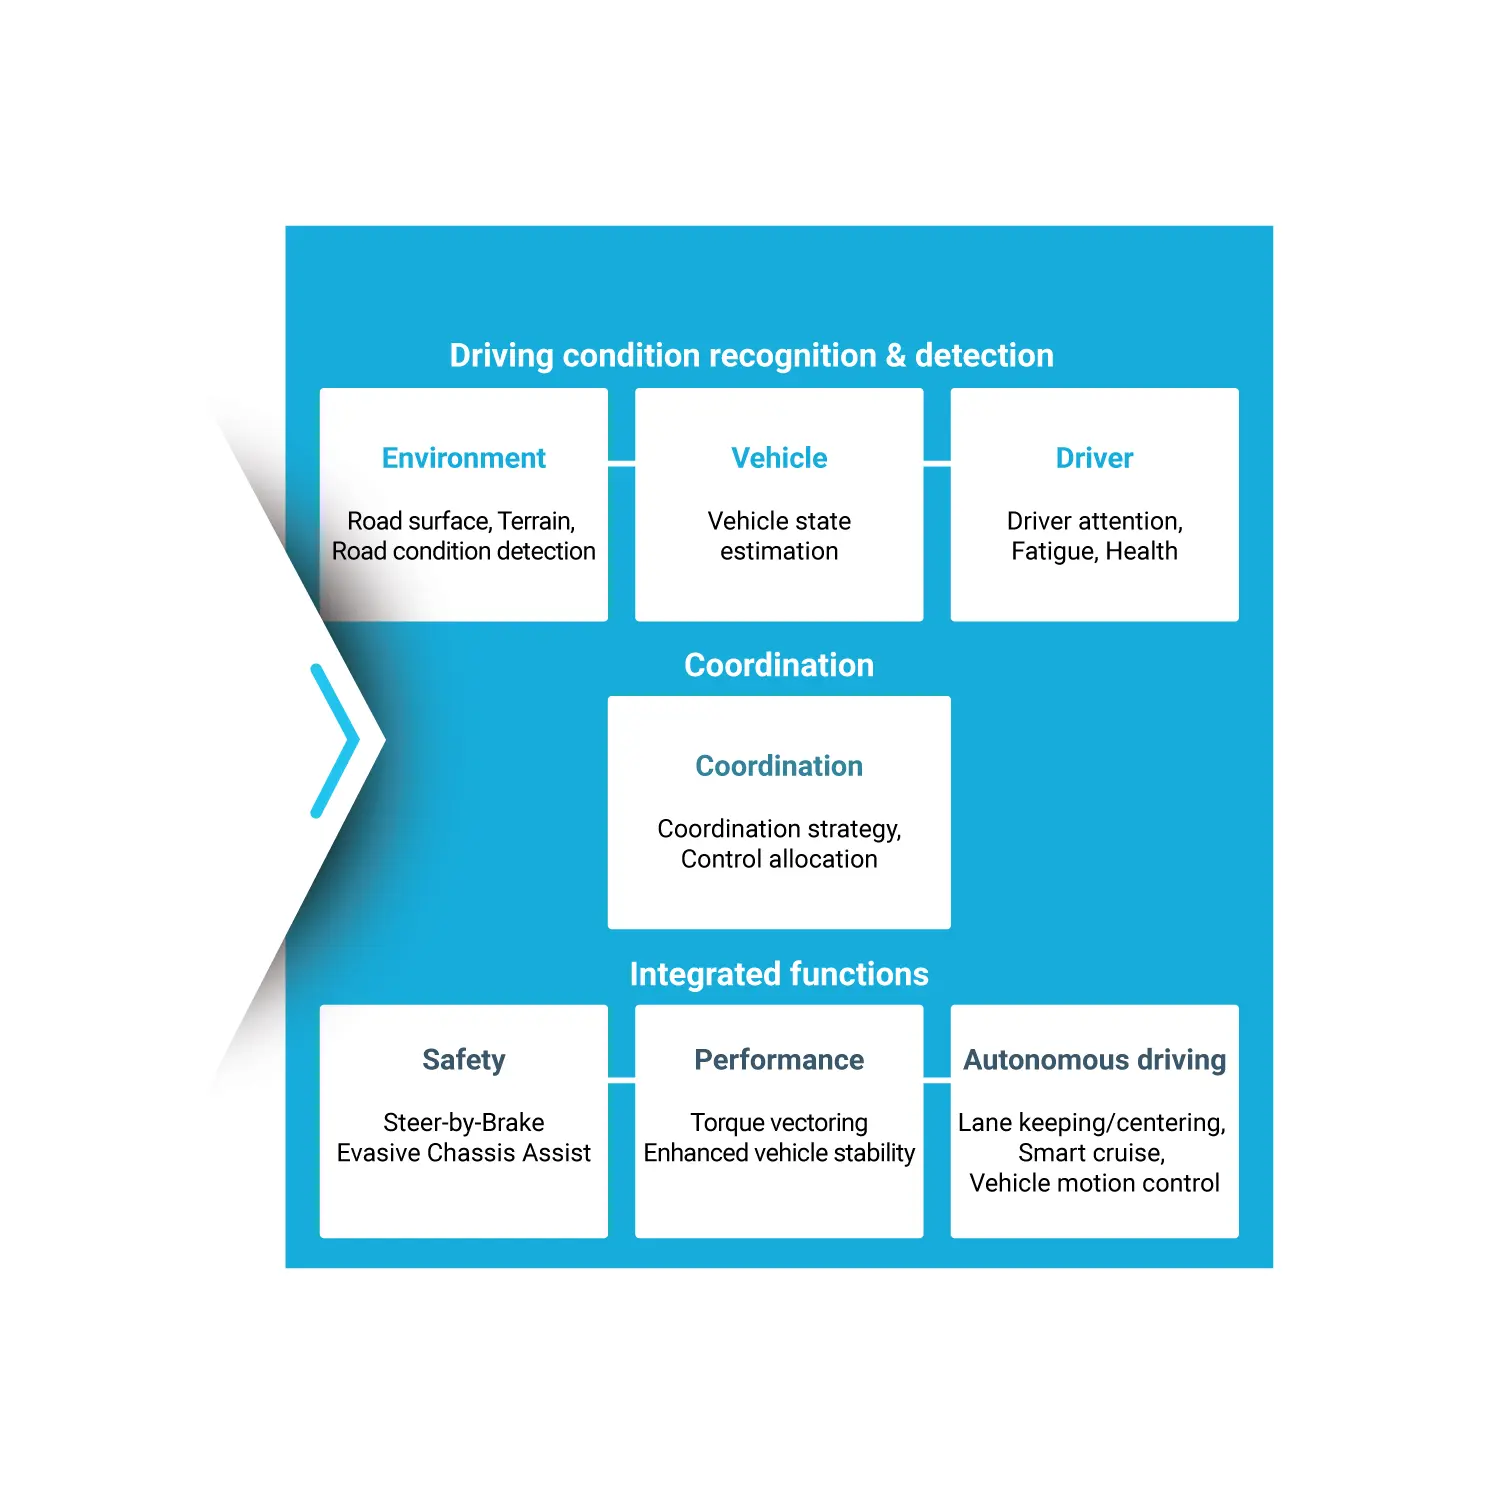 Driving condition recognition & detection
Environment
Road surface, Terrain,
Road condition detection
Vehicle
Vehicle state
estimation
Driver
Driver attention,
Fatigue, Health
Coordination
Coordination
Coordination strategy,
Control allocation
Integrated functions
Safety
Steer-by-Brake
Evasive Chassis Assist
Performance
Torque vectoring
Enhanced vehicle stability
Autonomous driving
Lane keeping/centering,
Smart cruise,
Vehicle motion control